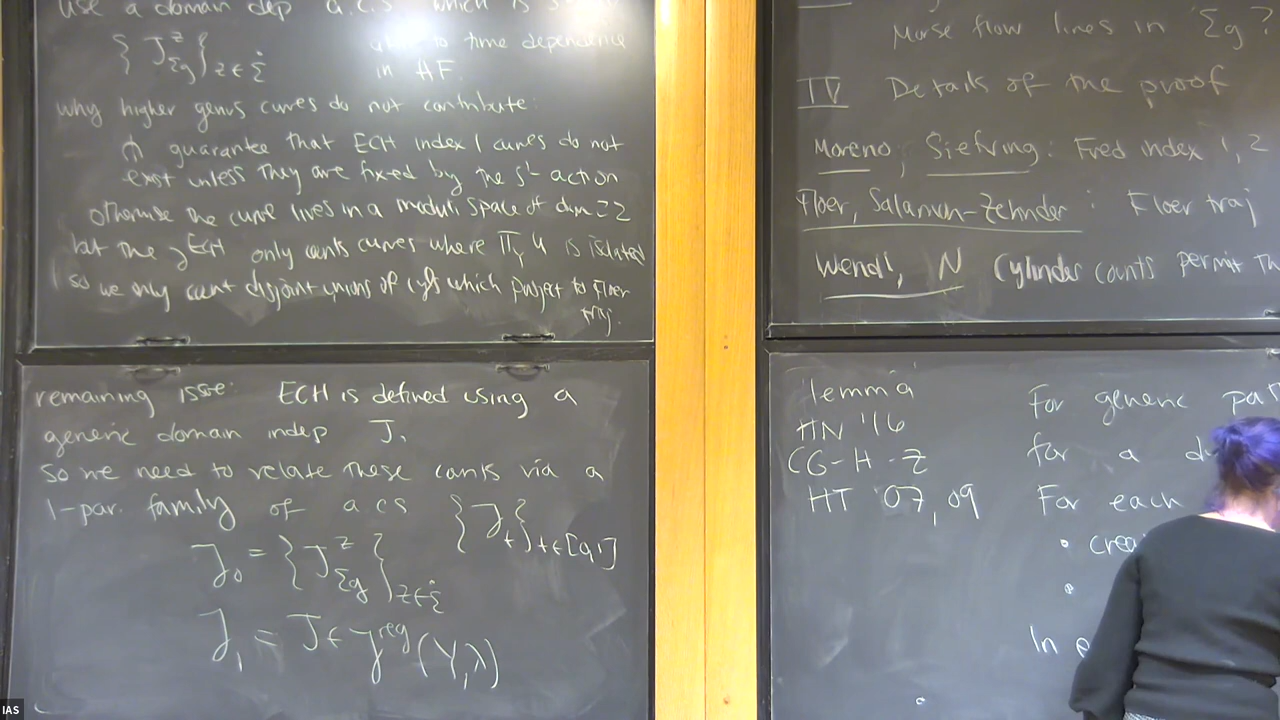 use a domain dep a.c.s which is
{ J^z_{Σg} }_{z∈Σ̇} to time dependence
in AF.
why higher genus curves do not contribute:
⋔ guarantee that ECH index 1 curves do not
exist unless they are fixed by the S¹-action
otherwise the curve lives in a moduli space of dim ≥ 2
but the ∂^{ECH} only counts curves where π_Y u is isolated
so we only count disjoint unions of cyls which project to Floer
traj.
remaining issue: ECH is defined using a
generic domain indep J.
so we need to relate these counts via a
1-par. family of acs { J_t }_{t∈[0,1]}
J_0 = { J^z_{Σg} }_{z∈Σ̇}
J_1 = J ∈ J^{reg}(Y,λ)
Morse flow lines in Σg?
IV Details of the proof
Moreno, Siefring: Fred index 1, 2
Floer, Salamon-Zehnder: Floer traj
Wendl, N Cylinder counts permit
lemma For generic
HN '16
CG-H-Z for a
HT '07, 09 For each
•
•
In
IAS